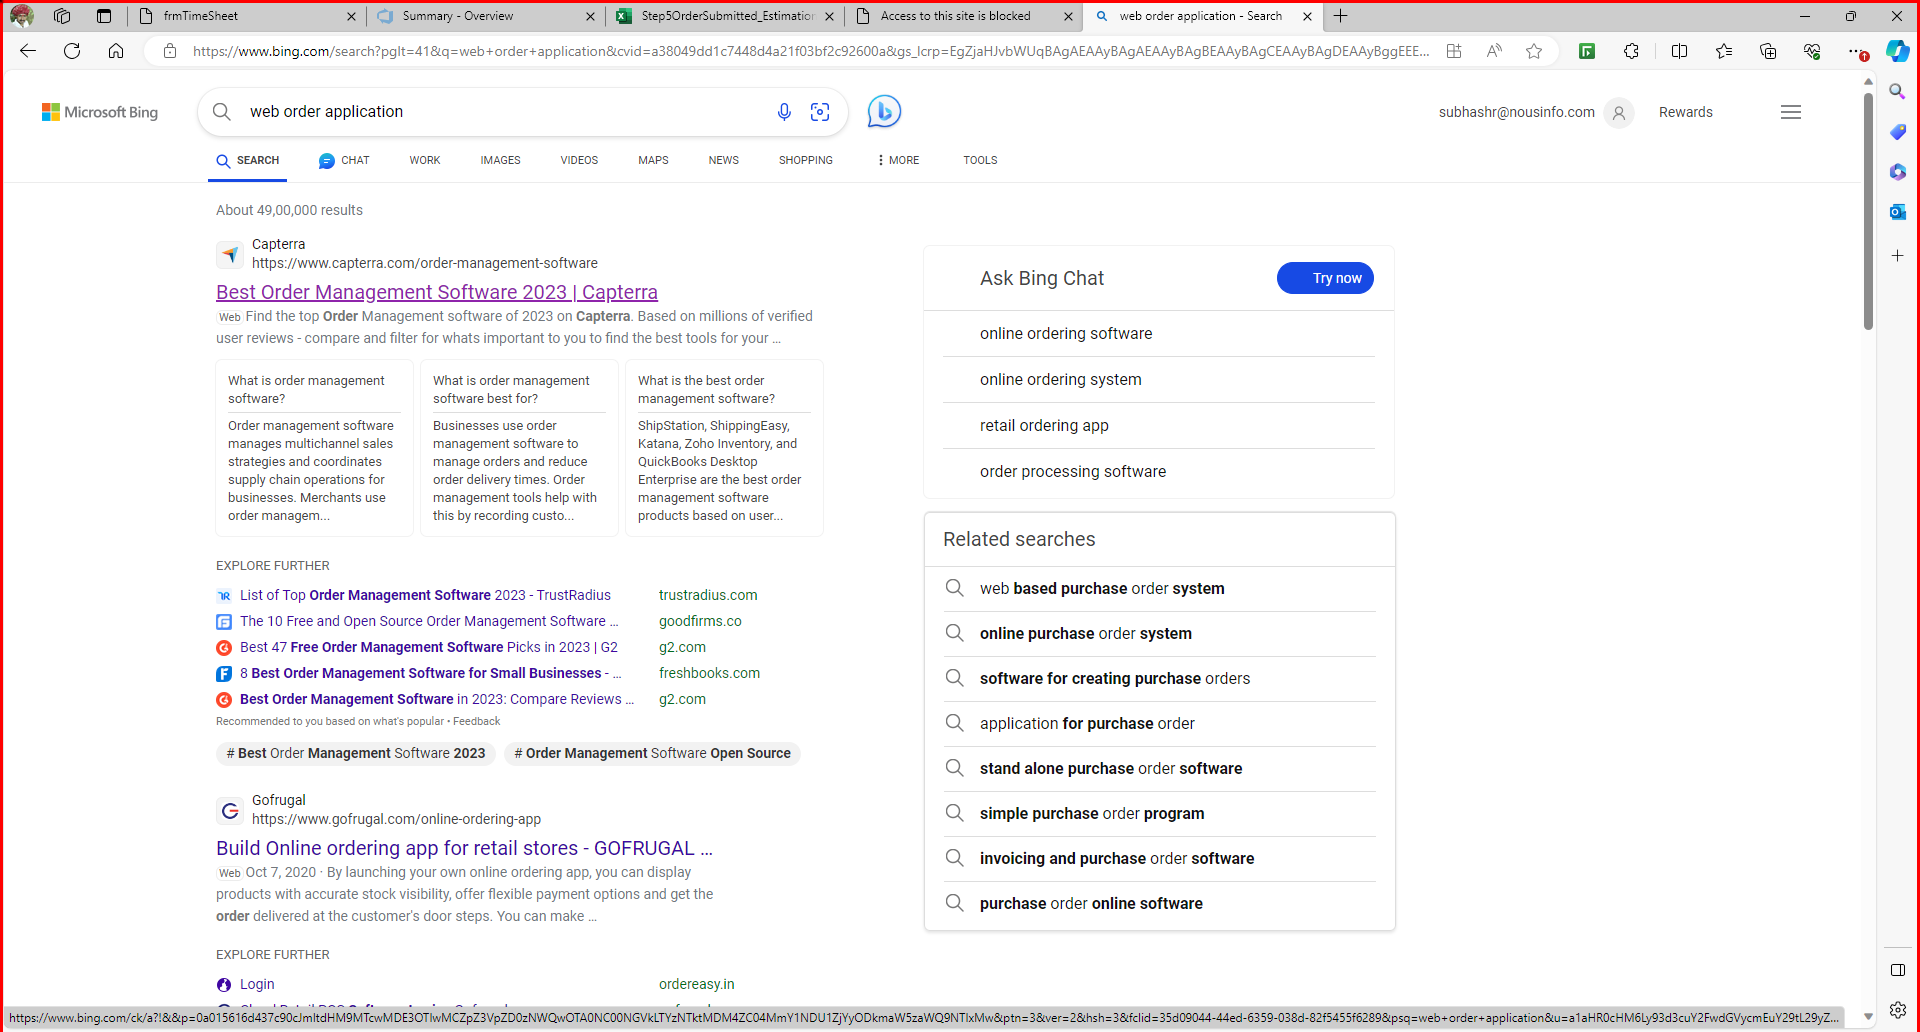 frmTimeSheet
Summary - Overview
Step5OrderSubmitted_Estimation
Access to this site is blocked
web order application - Search
https://www.bing.com/search?pglt=41&q=web+order+application&cvid=a38049dd1c7448d4a21f03bf2c92600a&gs_lcrp=EgZjaHJvbWUqBAgAEAAyBAgAEAAyBAgBEAAyBAgCEAAyBAgDEAAyBggEEE...
Microsoft Bing
web order application
subhashr@nousinfo.com
Rewards
SEARCH
CHAT
WORK
IMAGES
VIDEOS
MAPS
NEWS
SHOPPING
MORE
TOOLS
About 49,00,000 results
Capterra
https://www.capterra.com/order-management-software
Best Order Management Software 2023 | Capterra
Web Find the top Order Management software of 2023 on Capterra. Based on millions of verified
user reviews - compare and filter for whats important to you to find the best tools for your ...
What is order management
software?
Order management software
manages multichannel sales
strategies and coordinates
supply chain operations for
businesses. Merchants use
order managem...
What is order management
software best for?
Businesses use order
management software to
manage orders and reduce
order delivery times. Order
management tools help with
this by recording custo...
What is the best order
management software?
ShipStation, ShippingEasy,
Katana, Zoho Inventory, and
QuickBooks Desktop
Enterprise are the best order
management software
products based on user...
EXPLORE FURTHER
List of Top Order Management Software 2023 - TrustRadius trustradius.com
The 10 Free and Open Source Order Management Software ... goodfirms.co
Best 47 Free Order Management Software Picks in 2023 | G2 g2.com
8 Best Order Management Software for Small Businesses - ... freshbooks.com
Best Order Management Software in 2023: Compare Reviews ... g2.com
Recommended to you based on what's popular • Feedback
# Best Order Management Software 2023
# Order Management Software Open Source
Gofrugal
https://www.gofrugal.com/online-ordering-app
Build Online ordering app for retail stores - GOFRUGAL ...
Web Oct 7, 2020 · By launching your own online ordering app, you can display
products with accurate stock visibility, offer flexible payment options and get the
order delivered at the customer's door steps. You can make ...
EXPLORE FURTHER
Login ordereasy.in
Ask Bing Chat
Try now
online ordering software
online ordering system
retail ordering app
order processing software
Related searches
web based purchase order system
online purchase order system
software for creating purchase orders
application for purchase order
stand alone purchase order software
simple purchase order program
invoicing and purchase order software
purchase order online software
https://www.bing.com/ck/a?!&&p=0a015616d437c90cJmltdHM9MTcwMDE3OTIwMCZpZ3VpZD0zNWQwOTA0NC00NGVkLTYzNTktMDM4ZC04MmY1NDU1ZjYyODkmaW5zaWQ9NTIxMw&ptn=3&ver=2&hsh=3&fclid=35d09044-44ed-6359-038d-82f5455f6289&psq=web+order+application&u=a1aHR0cHM6Ly93d3cuY2FwdGVycmEuY29tL29yZ...